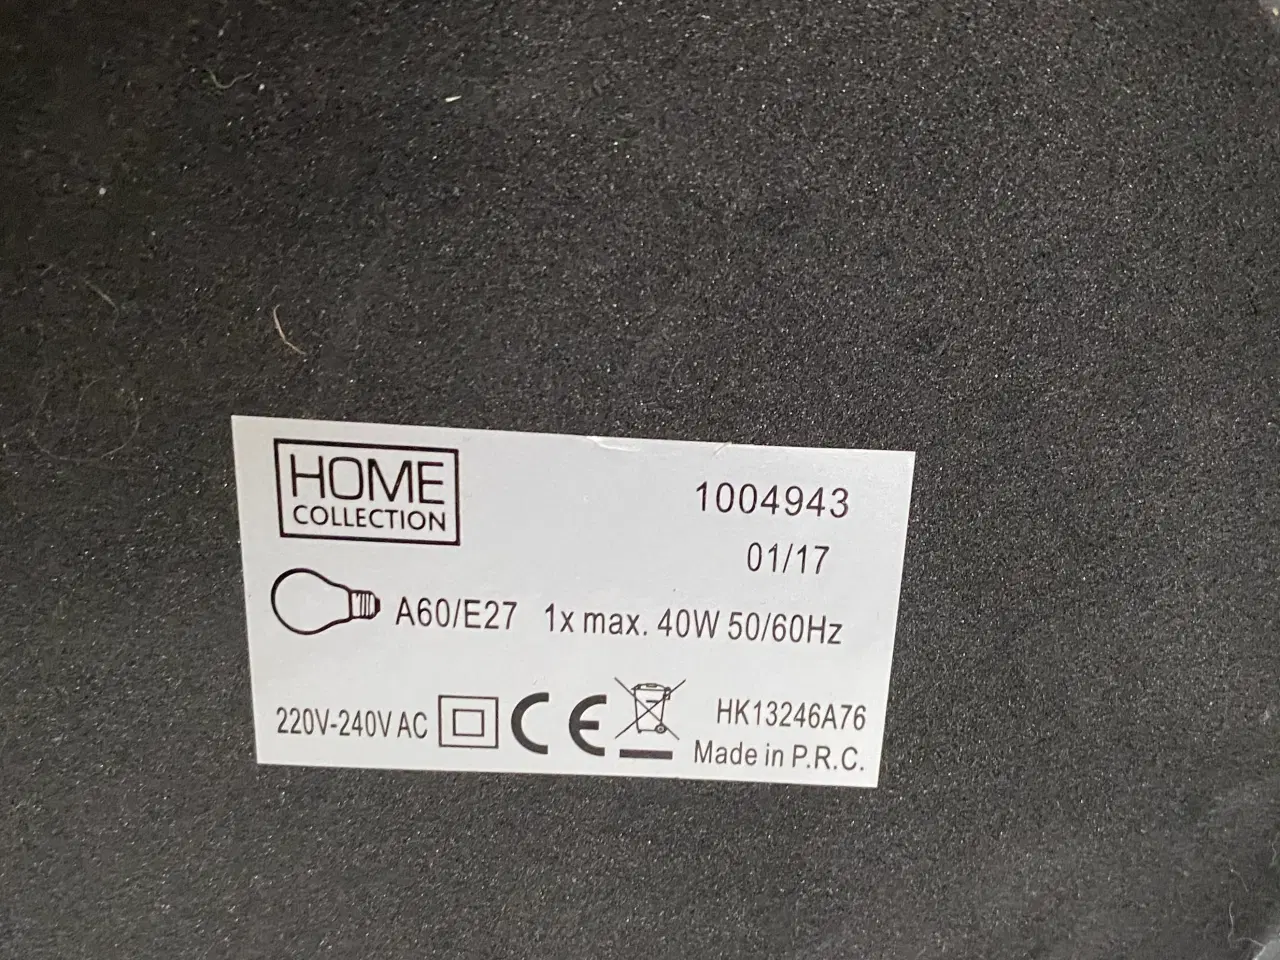 HOME
COLLECTION
1004943
01/17
A60/E27 1x max. 40W 50/60Hz
220V-240V AC CE HK13246A76
Made in P.R.C.